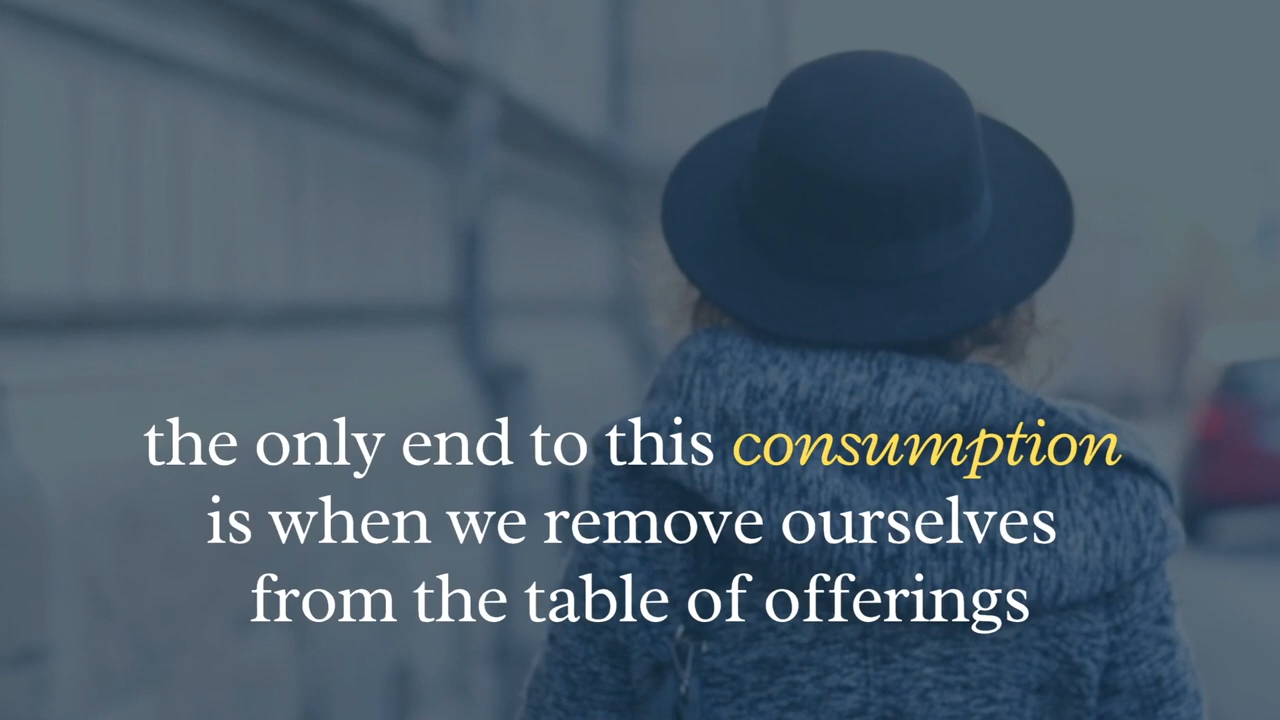 the only end to this consumption
is when we remove ourselves
from the table of offerings